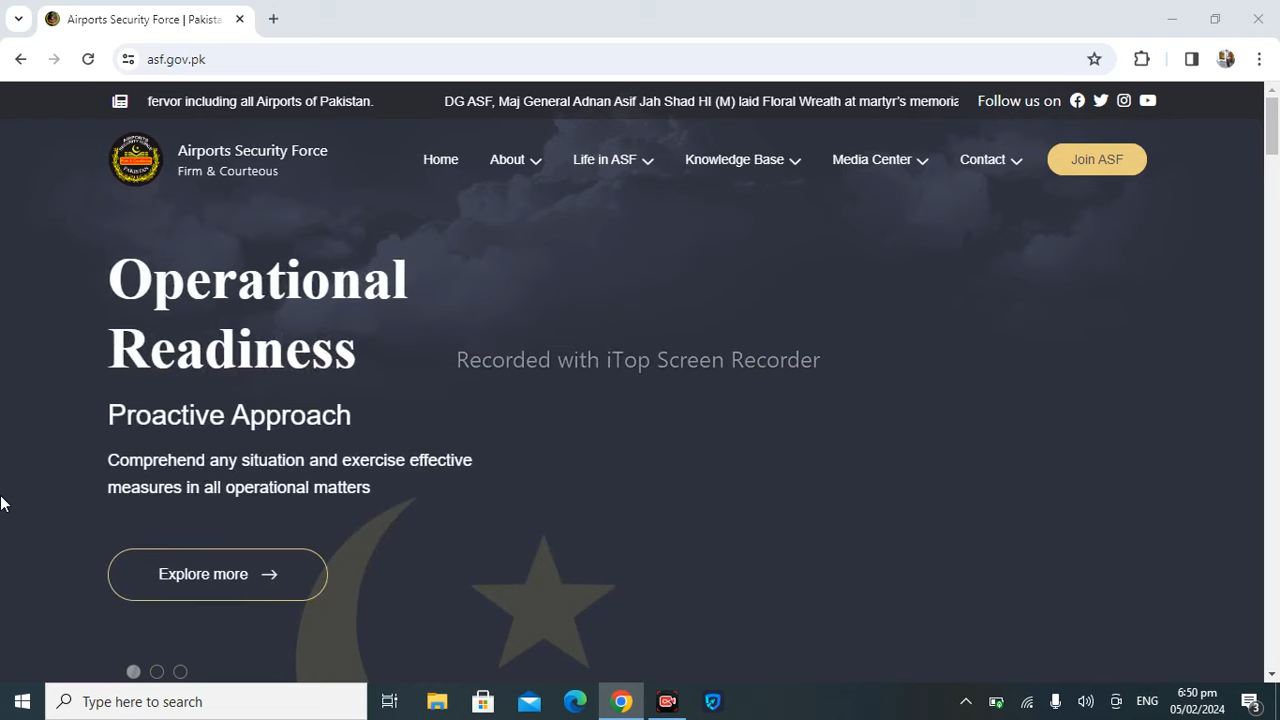 Airports Security Force | Pakista
asf.gov.pk
fervor including all Airports of Pakistan. DG ASF, Maj General Adnan Asif Jah Shad HI (M) laid Floral Wreath at martyr's memoria Follow us on
Airports Security Force
Firm & Courteous
Home About Life in ASF Knowledge Base Media Center Contact Join ASF
Operational
Readiness
Recorded with iTop Screen Recorder
Proactive Approach
Comprehend any situation and exercise effective
measures in all operational matters
Explore more
Type here to search
ENG
6:50 pm
05/02/2024
3